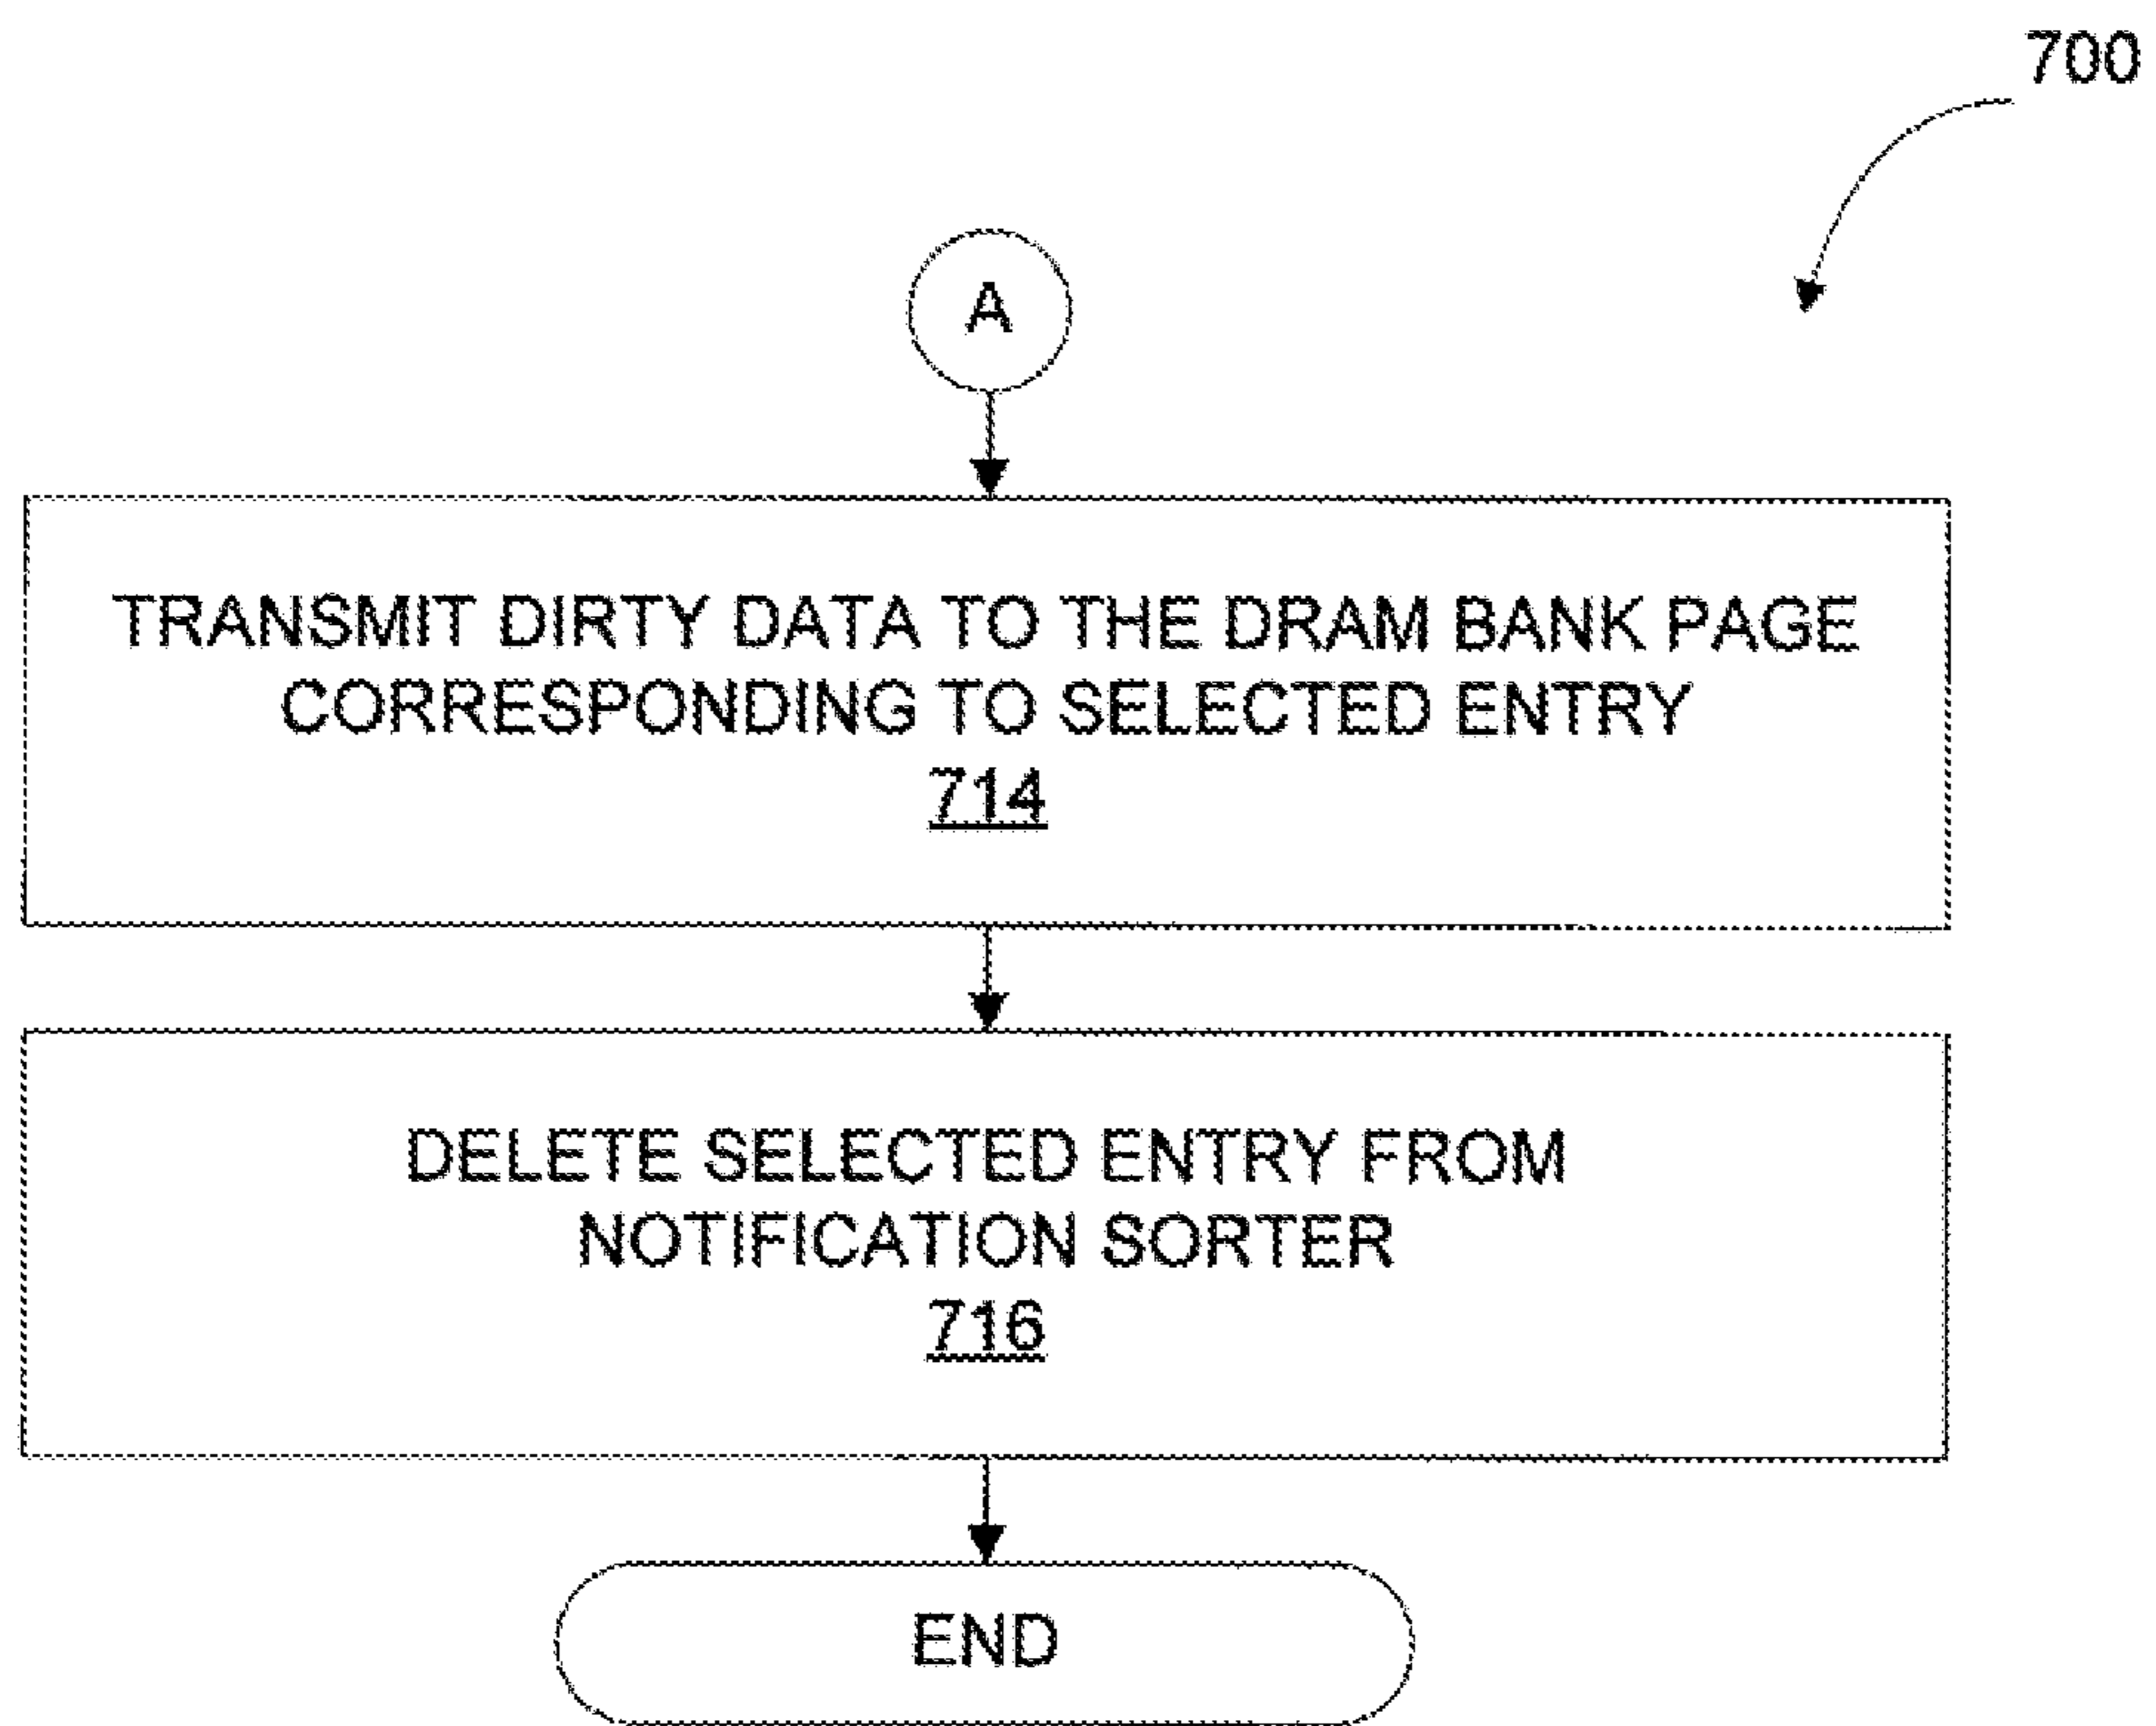 700
A
TRANSMIT DIRTY DATA TO THE DRAM BANK PAGE
CORRESPONDING TO SELECTED ENTRY
714
DELETE SELECTED ENTRY FROM
NOTIFICATION SORTER
716
END